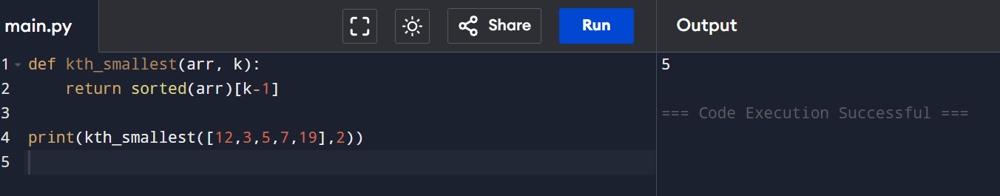 main.py
Share
Run
Output
1 def kth_smallest(arr, k):
2     return sorted(arr)[k-1]
3
4 print(kth_smallest([12,3,5,7,19],2))
5
5
=== Code Execution Successful ===